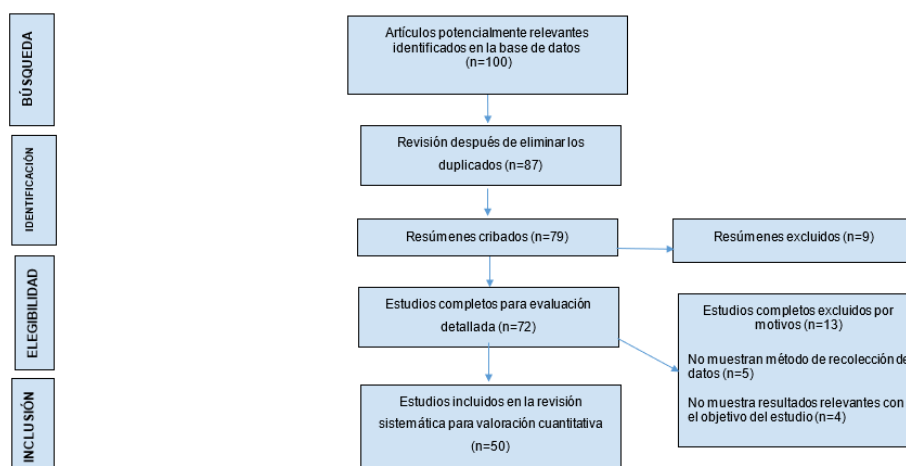 BÚSQUEDA
Artículos potencialmente relevantes
identificados en la base de datos
(n=100)
IDENTIFICACIÓN
Revisión después de eliminar los
duplicados (n=87)
Resúmenes cribados (n=79)
Resúmenes excluidos (n=9)
ELEGIBILIDAD
Estudios completos para evaluación
detallada (n=72)
Estudios completos excluidos por
motivos (n=13)
No muestran método de recolección de
datos (n=5)
No muestra resultados relevantes con
el objetivo del estudio (n=4)
INCLUSIÓN
Estudios incluidos en la revisión
sistemática para valoración cuantitativa
(n=50)